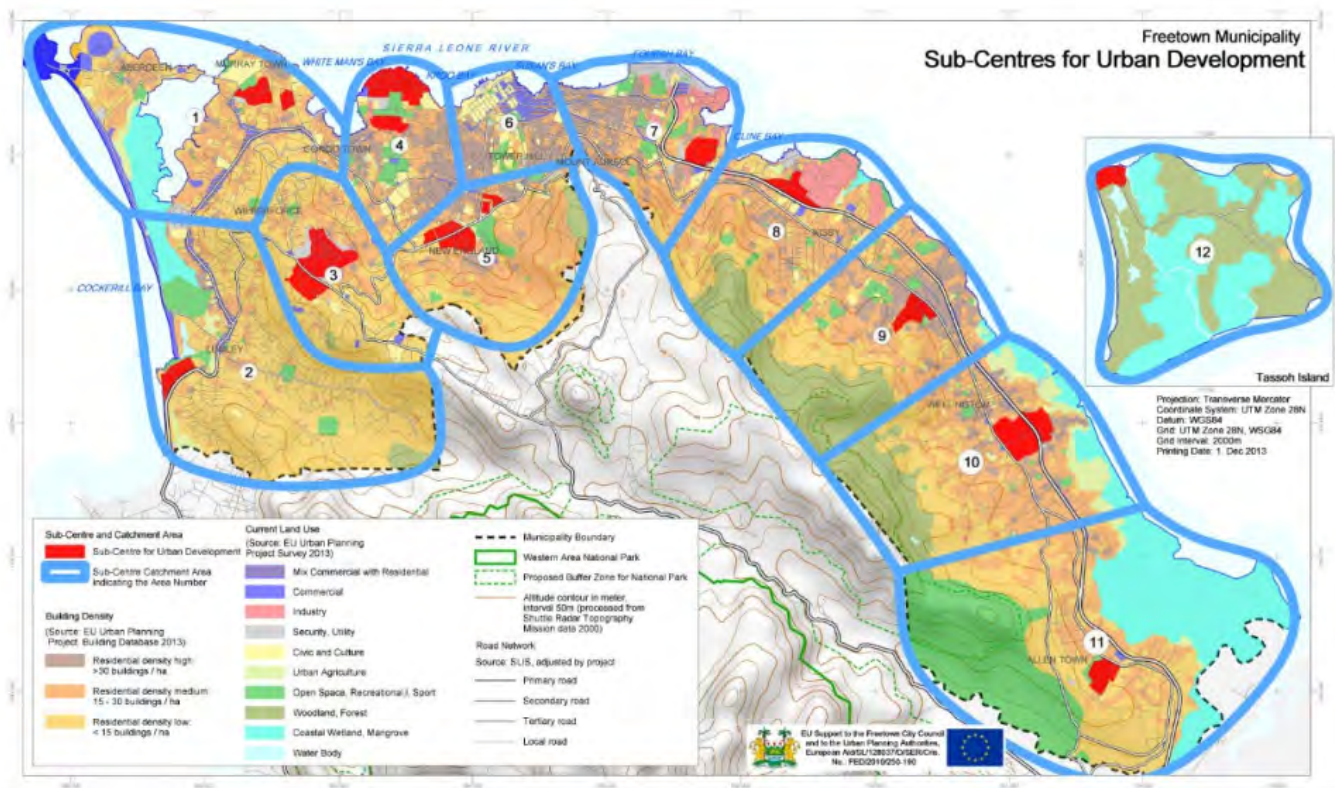 Freetown Municipality
Sub-Centres for Urban Development
SIERRA LEONE RIVER
ABERDEEN
MURRAY TOWN
WHITE MAN'S BAY
KROO BAY
SUSAN'S BAY
FOURAH BAY
CLINE BAY
1
CONGO TOWN
4
6
TOWER HILL
MOUNT AUREOL
7
WILBERFORCE
3
NEW ENGLAND
5
8
KISSY
COCKERILL BAY
LUMLEY
2
9
WELLINGTON
10
11
ALLEN TOWN
12
Tassoh Island
Projection: Transverse Mercator
Coordinate System: UTM Zone 28N
Datum: WGS84
Grid: UTM Zone 28N, WSG84
Grid Interval: 2000m
Printing Date: 1. Dec 2013
Sub-Centre and Catchment Area
Sub-Centre for Urban Development
Sub-Centre Catchment Area
indicating the Area Number
Building Density
(Source: EU Urban Planning
Project: Building Database 2013)
Residential density high:
>30 buildings / ha
Residential density medium
15 - 30 buildings / ha
Residential density low:
< 15 buildings / ha
Current Land Use
(Source: EU Urban Planning
Project Survey 2013)
Mix Commercial with Residential
Commercial
Industry
Security, Utility
Civic and Culture
Urban Agriculture
Open Space, Recreational, Sport
Woodland, Forest
Coastal Wetland, Mangrove
Water Body
Municipality Boundary
Western Area National Park
Proposed Buffer Zone for National Park
Altitude contour in meter,
interval 50m (processed from
Shuttle Radar Topography
Mission data 2000)
Road Network
Source: SLIS, adjusted by project
Primary road
Secondary road
Tertiary road
Local road
EU Support to the Freetown City Council
and to the Urban Planning Authorities,